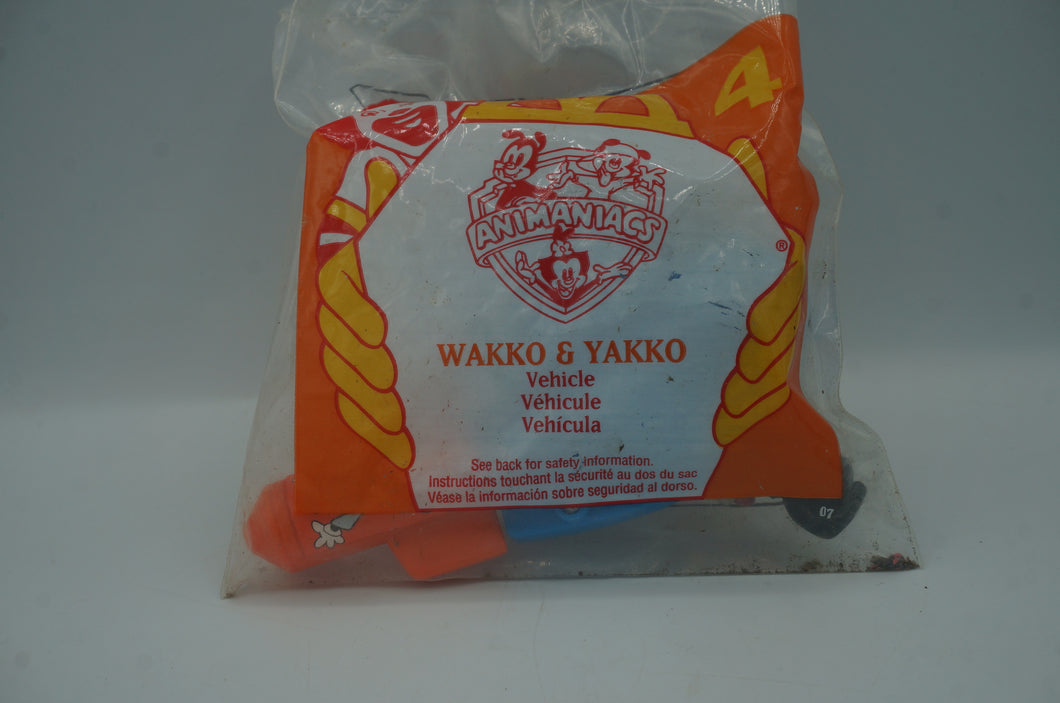 4
ANIMANIACS
®
WAKKO & YAKKO
Vehicle
Véhicule
Vehícula
See back for safety information.
Instructions touchant la sécurité au dos du sac
Véase la información sobre seguridad al dorso.
07